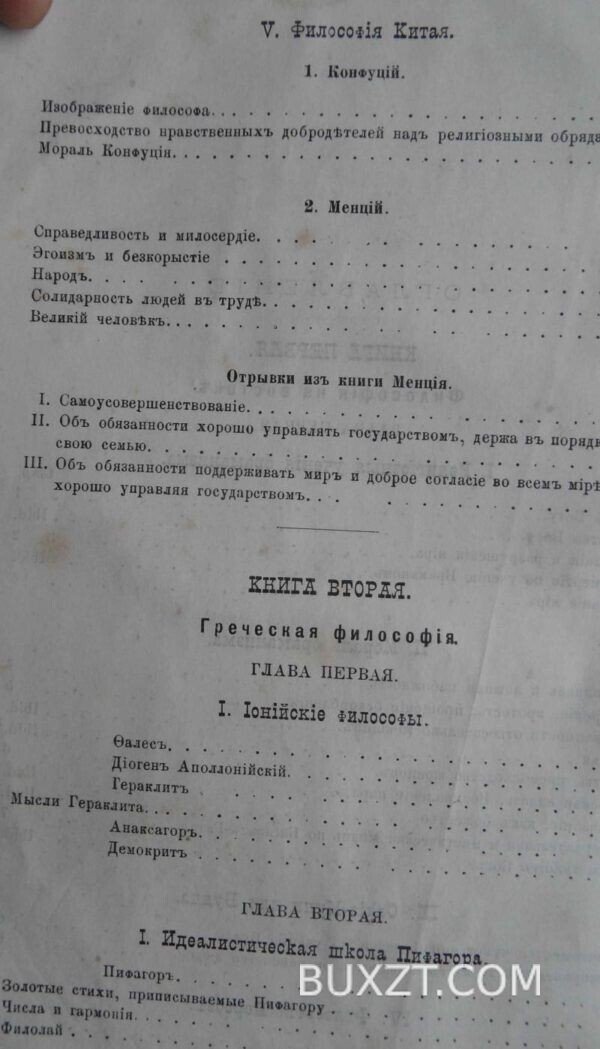 V. Философія Китая.
1. Конфуцій.
Изображеніе философа. . . . . . . . . . . . . . .
Превосходство нравственныхъ добродѣтелей надъ религіозными обряда
Мораль Конфуція. . . . . . . . . . . . . . . . .
2. Менцій.
Справедливость и милосердіе. . . . . . . . . . . .
Эгоизмъ и безкорыстіе . . . . . . . . . . . . . .
Народъ. . . . . . . . . . . . . . . . . . . . .
Солидарность людей въ трудѣ. . . . . . . . . . . .
Великій человѣкъ. . . . . . . . . . . . . . . . .
Отрывки изъ книги Менція.
I. Самоусовершенствованіе. . . . . . . . . . . . .
II. Объ обязанности хорошо управлять государствомъ, держа въ порядк
свою семью. . . . . . . . . . . . . . . . . . .
III. Объ обязанности поддерживать миръ и доброе согласіе во всемъ мірѣ
хорошо управляя государствомъ. . . . . . . . . . .
КНИГА ВТОРАЯ.
Греческая философія.
ГЛАВА ПЕРВАЯ.
I. Іонійскіе философы.
Ѳалесъ. . . . . . . . . . . . . . . . . . .
Діогенъ Аполлонійскій. . . . . . . . . . . . .
Гераклитъ . . . . . . . . . . . . . . . . .
Мысли Гераклита. . . . . . . . . . . . . . . . .
Анаксагоръ. . . . . . . . . . . . . . . . .
Демокритъ . . . . . . . . . . . . . . . . .
ГЛАВА ВТОРАЯ.
I. Идеалистическая школа Пифагора.
Пифагоръ. . . . . . . . . . . . . . . . . .
Золотые стихи, приписываемые Пифагору . . . . . . .
Числа и гармонія. . . . . . . . . . . . . . . . .
Филолай . . . . . . . . . . . . . . . . . . . .
BUXZT.COM